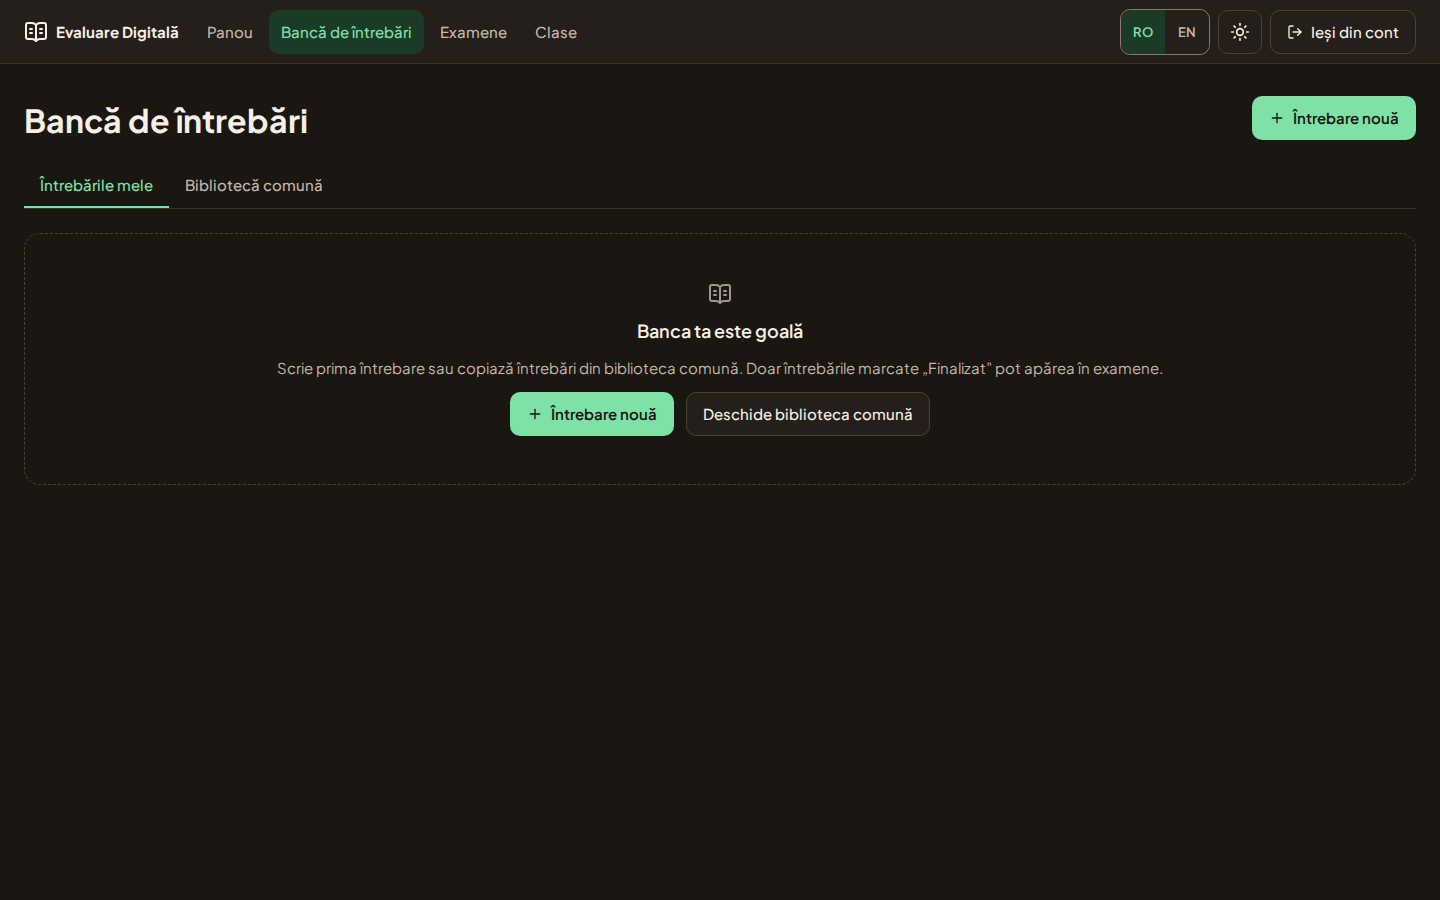 Evaluare Digitală
Panou
Bancă de întrebări
Examene
Clase
RO
EN
Ieși din cont
Bancă de întrebări
Întrebare nouă
Întrebările mele
Bibliotecă comună
Banca ta este goală
Scrie prima întrebare sau copiază întrebări din biblioteca comună. Doar întrebările marcate „Finalizat” pot apărea în examene.
Întrebare nouă
Deschide biblioteca comună